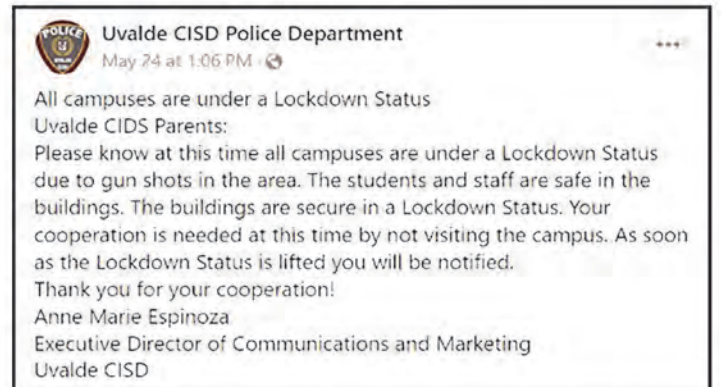 POLICE
Uvalde CISD Police Department
May 24 at 1:06 PM
All campuses are under a Lockdown Status
Uvalde CIDS Parents:
Please know at this time all campuses are under a Lockdown Status
due to gun shots in the area. The students and staff are safe in the
buildings. The buildings are secure in a Lockdown Status. Your
cooperation is needed at this time by not visiting the campus. As soon
as the Lockdown Status is lifted you will be notified.
Thank you for your cooperation!
Anne Marie Espinoza
Executive Director of Communications and Marketing
Uvalde CISD